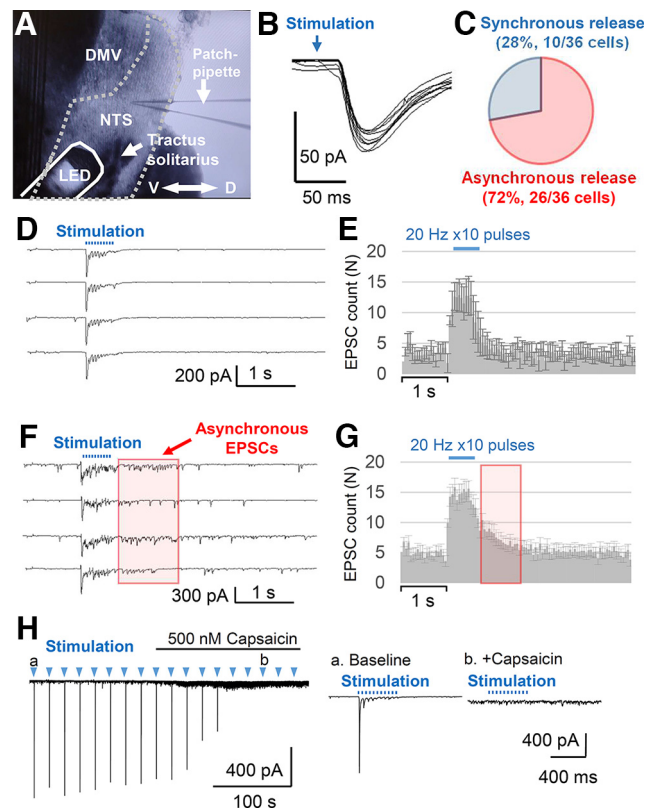 A
DMV
Patch-
pipette
NTS
Tractus
solitarius
LED
V
D
B
Stimulation
50 pA
50 ms
C
Synchronous release
(28%, 10/36 cells)
Asynchronous release
(72%, 26/36 cells)
D
Stimulation
200 pA
1 s
E
20 Hz x10 pulses
EPSC count (N)
20
15
10
5
0
1 s
F
Stimulation
Asynchronous
EPSCs
300 pA
1 s
G
20 Hz x10 pulses
EPSC count (N)
20
15
10
5
0
1 s
H
Stimulation
500 nM Capsaicin
a
b
400 pA
100 s
a. Baseline
Stimulation
b. +Capsaicin
Stimulation
400 pA
400 ms